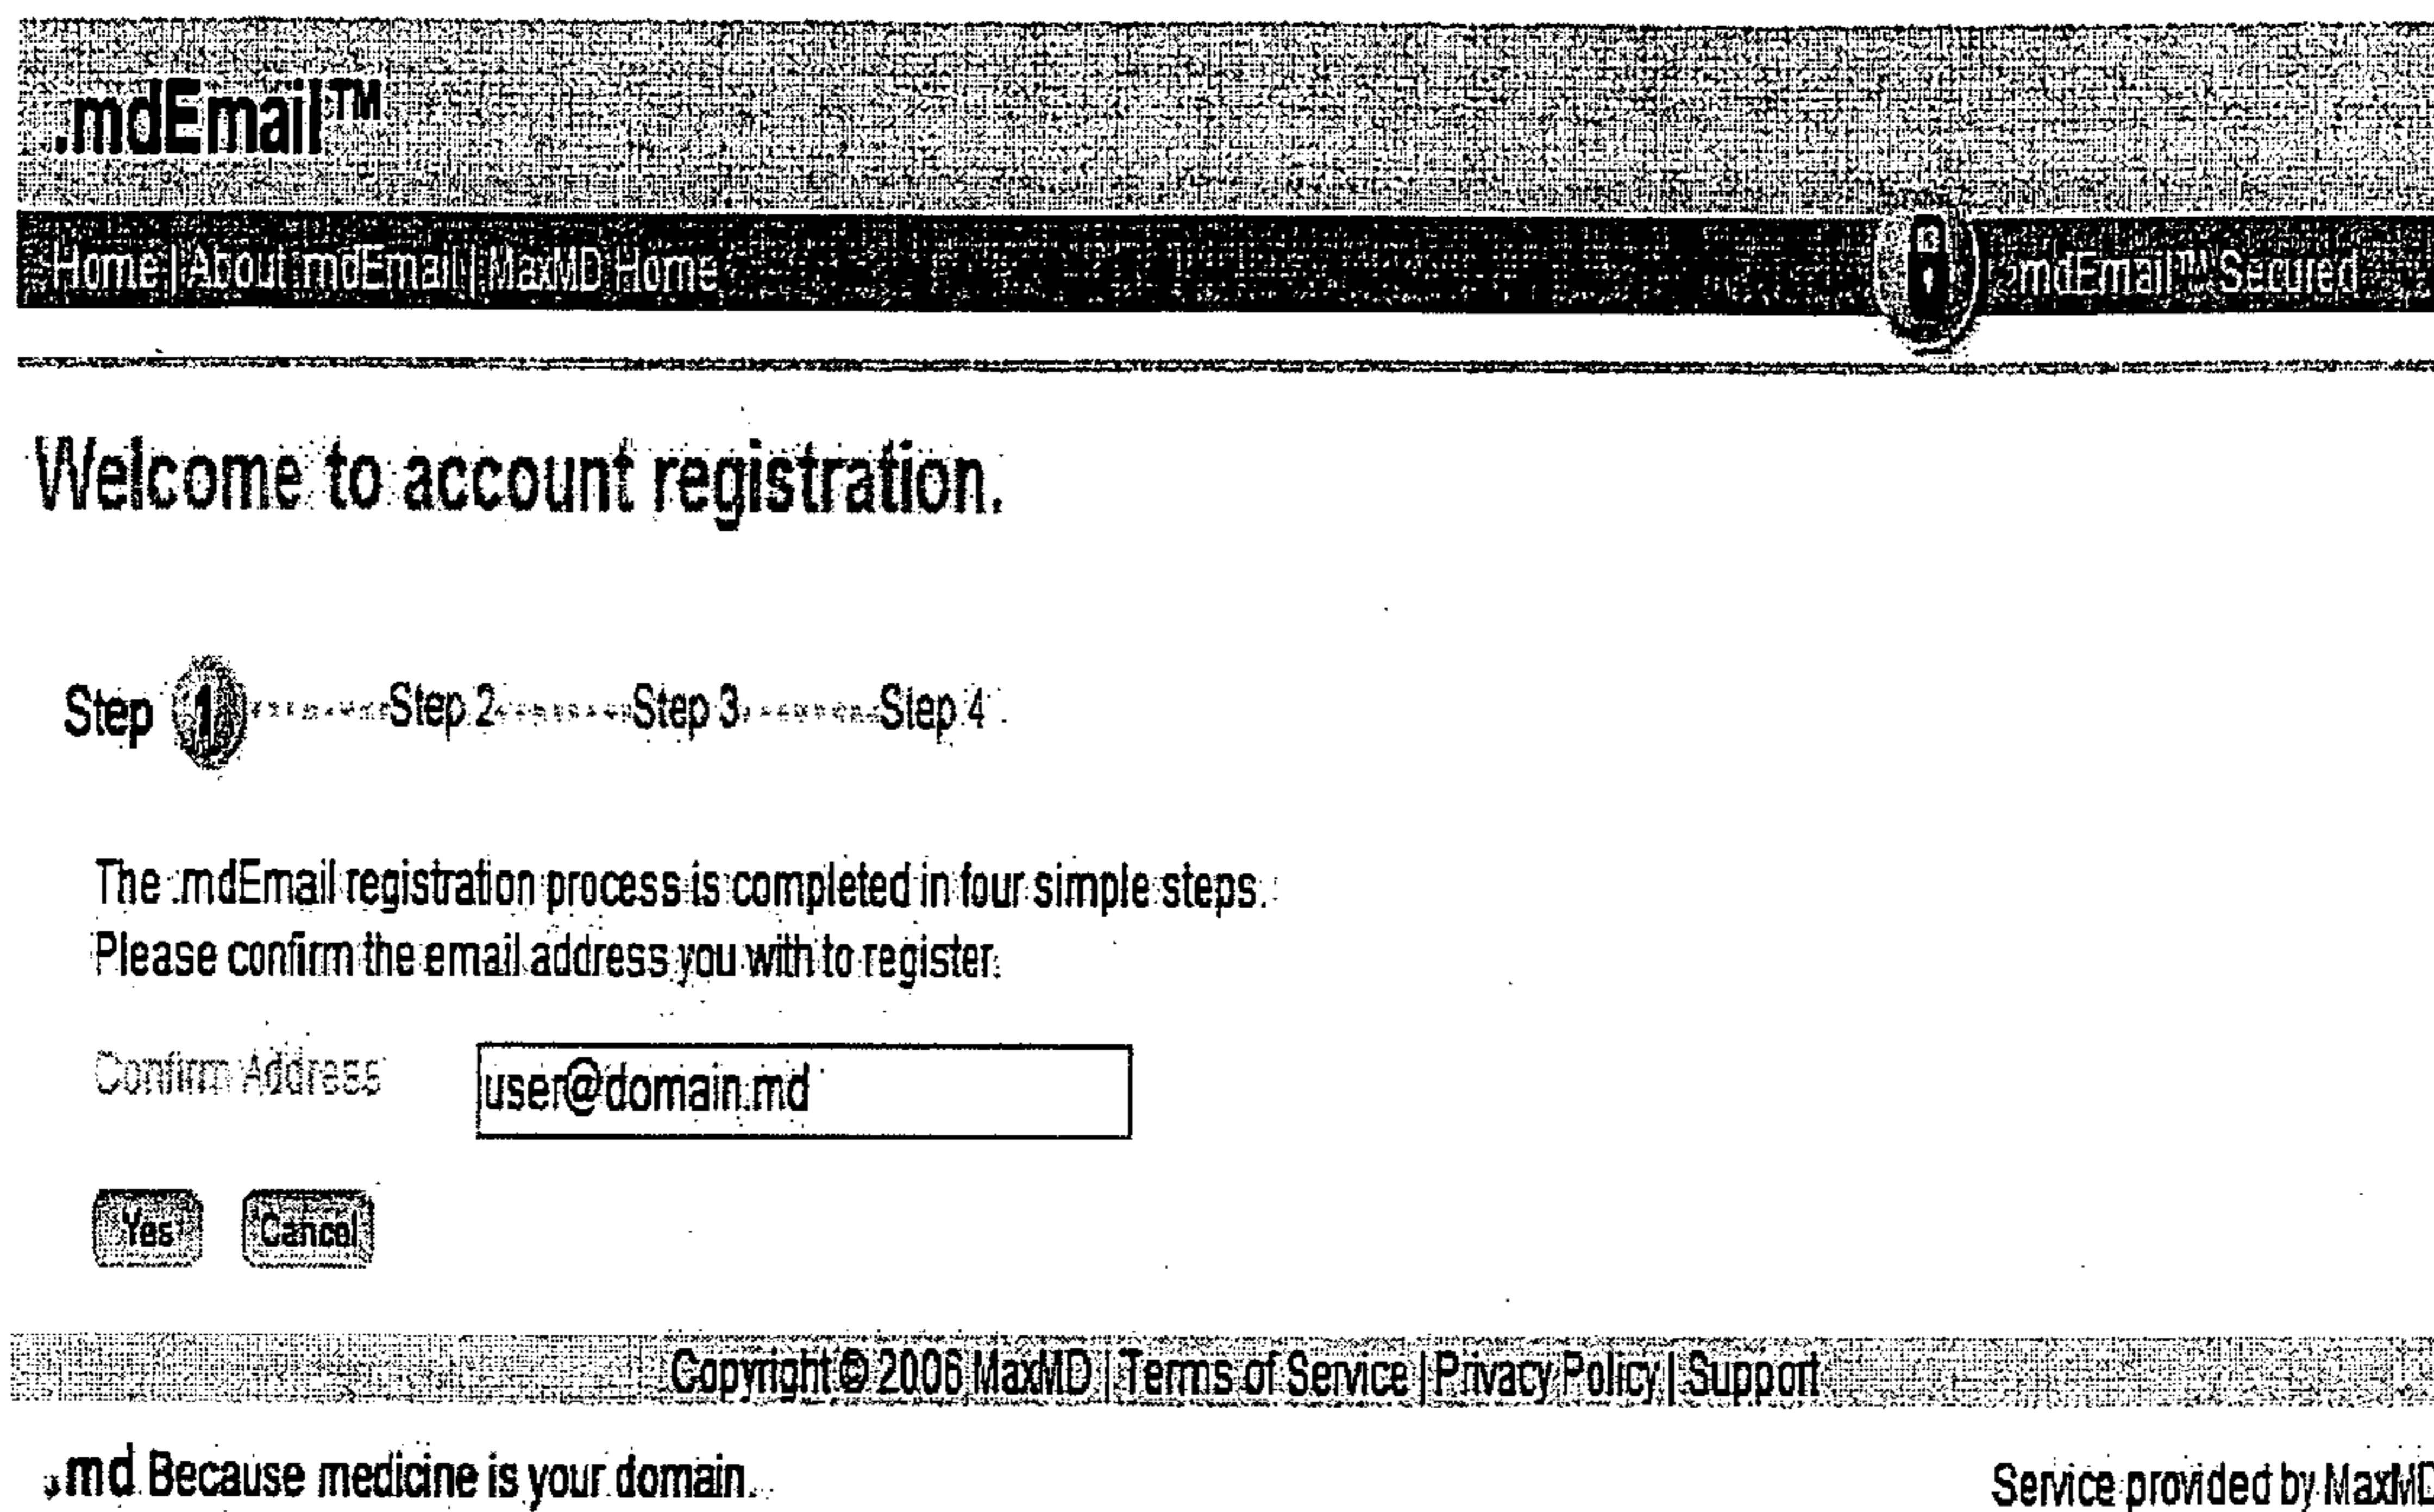 .mdEmail™
Home | About mdEmail | MaxMD Home
.mdEmail™ Secured
Welcome to account registration.
Step 1 Step 2 Step 3 Step 4
The .mdEmail registration process is completed in four simple steps.
Please confirm the email address you with to register.
Confirm Address user@domain.md
Yes Cancel
Copyright © 2006 MaxMD | Terms of Service | Privacy Policy | Support
.md Because medicine is your domain.
Service provided by MaxMD